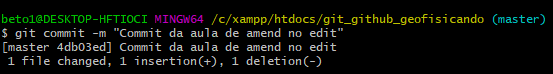 beto1@DESKTOP-HFTIOCI MINGW64 /c/xampp/htdocs/git_github_geofisicando (master)
$ git commit -m "Commit da aula de amend no edit"
[master 4db03ed] Commit da aula de amend no edit
 1 file changed, 1 insertion(+), 1 deletion(-)